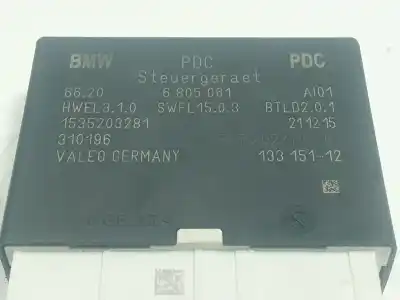 BMW PDC PDC
Steuergeraet
66.20 6 805 081 AI01
HWEL3.1.0 SWFL15.0.3 BTLD2.0.1
1535203281 211215
310196
VALEO GERMANY 133 151-12